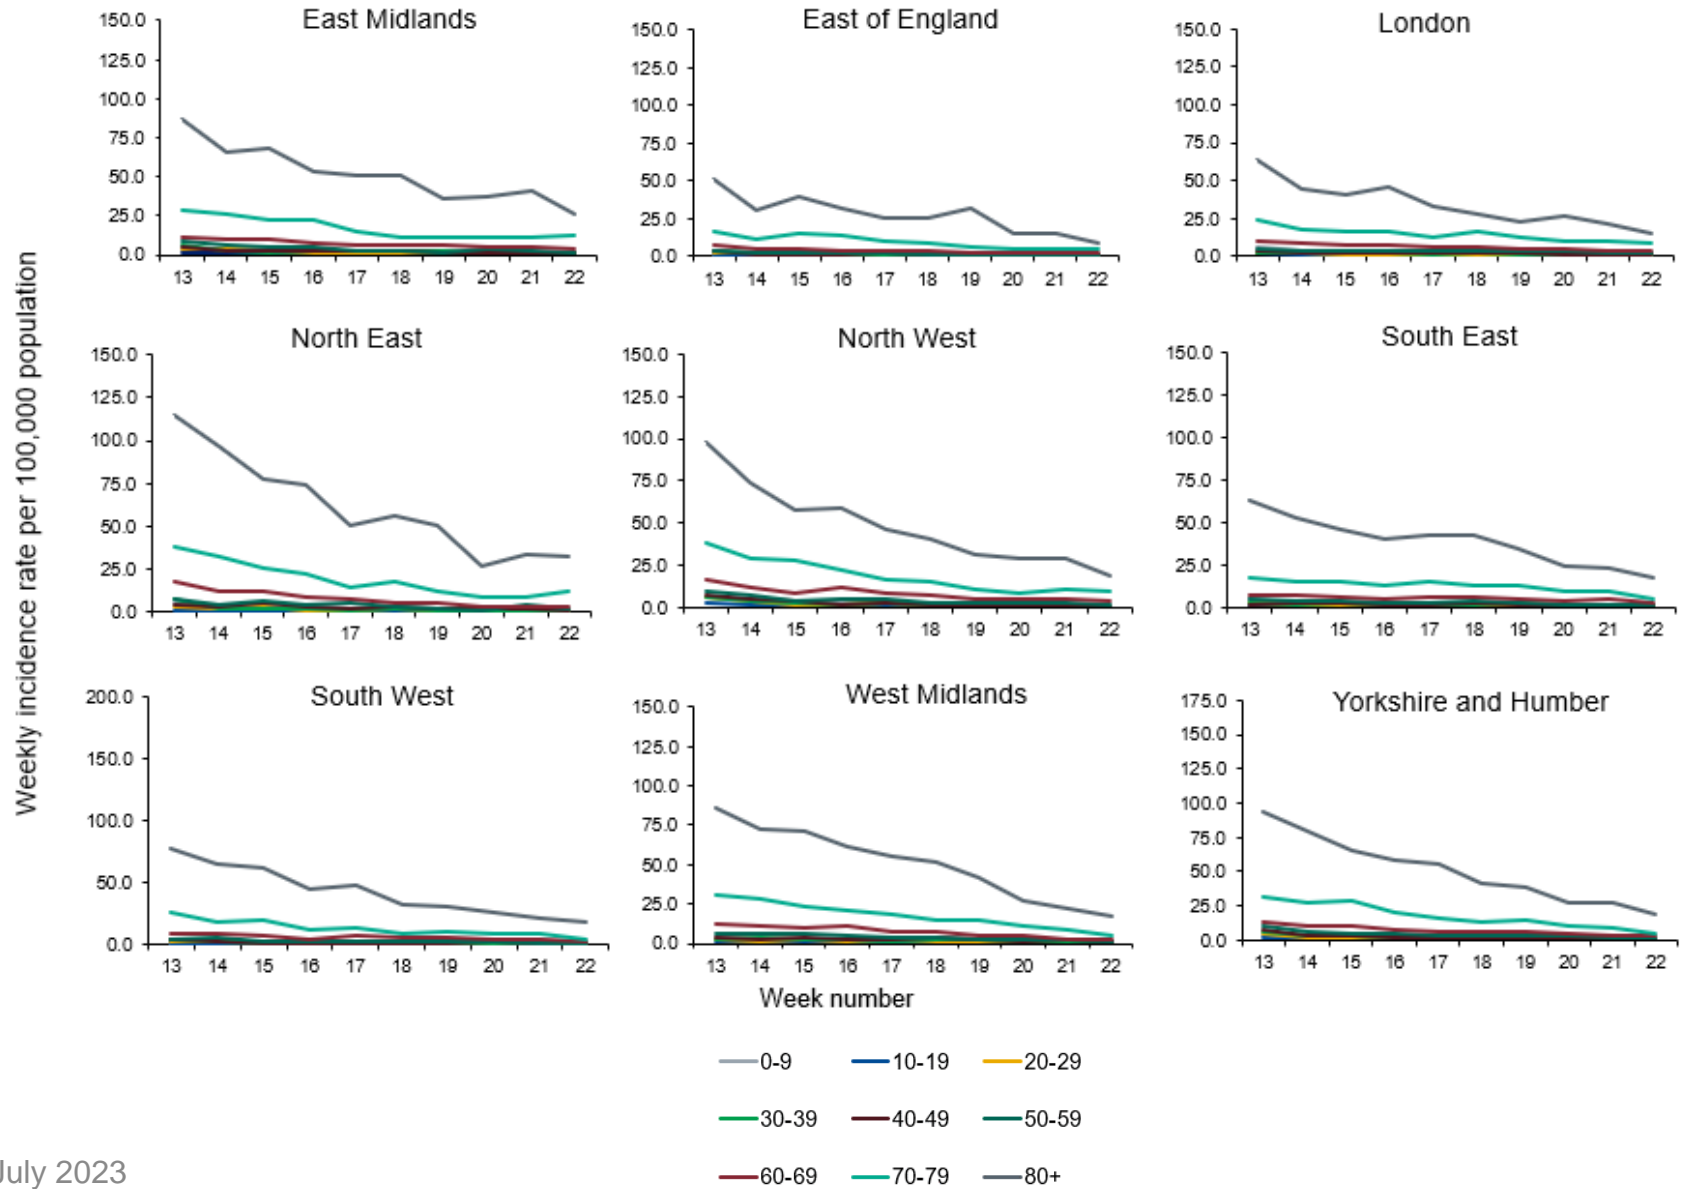 Weekly incidence rate per 100,000 population
East Midlands
150.0
125.0
100.0
75.0
50.0
25.0
0.0
13 14 15 16 17 18 19 20 21 22
East of England
150.0
125.0
100.0
75.0
50.0
25.0
0.0
13 14 15 16 17 18 19 20 21 22
London
150.0
125.0
100.0
75.0
50.0
25.0
0.0
13 14 15 16 17 18 19 20 21 22
North East
150.0
125.0
100.0
75.0
50.0
25.0
0.0
13 14 15 16 17 18 19 20 21 22
North West
150.0
125.0
100.0
75.0
50.0
25.0
0.0
13 14 15 16 17 18 19 20 21 22
South East
150.0
125.0
100.0
75.0
50.0
25.0
0.0
13 14 15 16 17 18 19 20 21 22
South West
200.0
150.0
100.0
50.0
0.0
13 14 15 16 17 18 19 20 21 22
West Midlands
150.0
125.0
100.0
75.0
50.0
25.0
0.0
13 14 15 16 17 18 19 20 21 22
Yorkshire and Humber
175.0
150.0
125.0
100.0
75.0
50.0
25.0
0.0
13 14 15 16 17 18 19 20 21 22
Week number
0-9 10-19 20-29
30-39 40-49 50-59
60-69 70-79 80+
July 2023